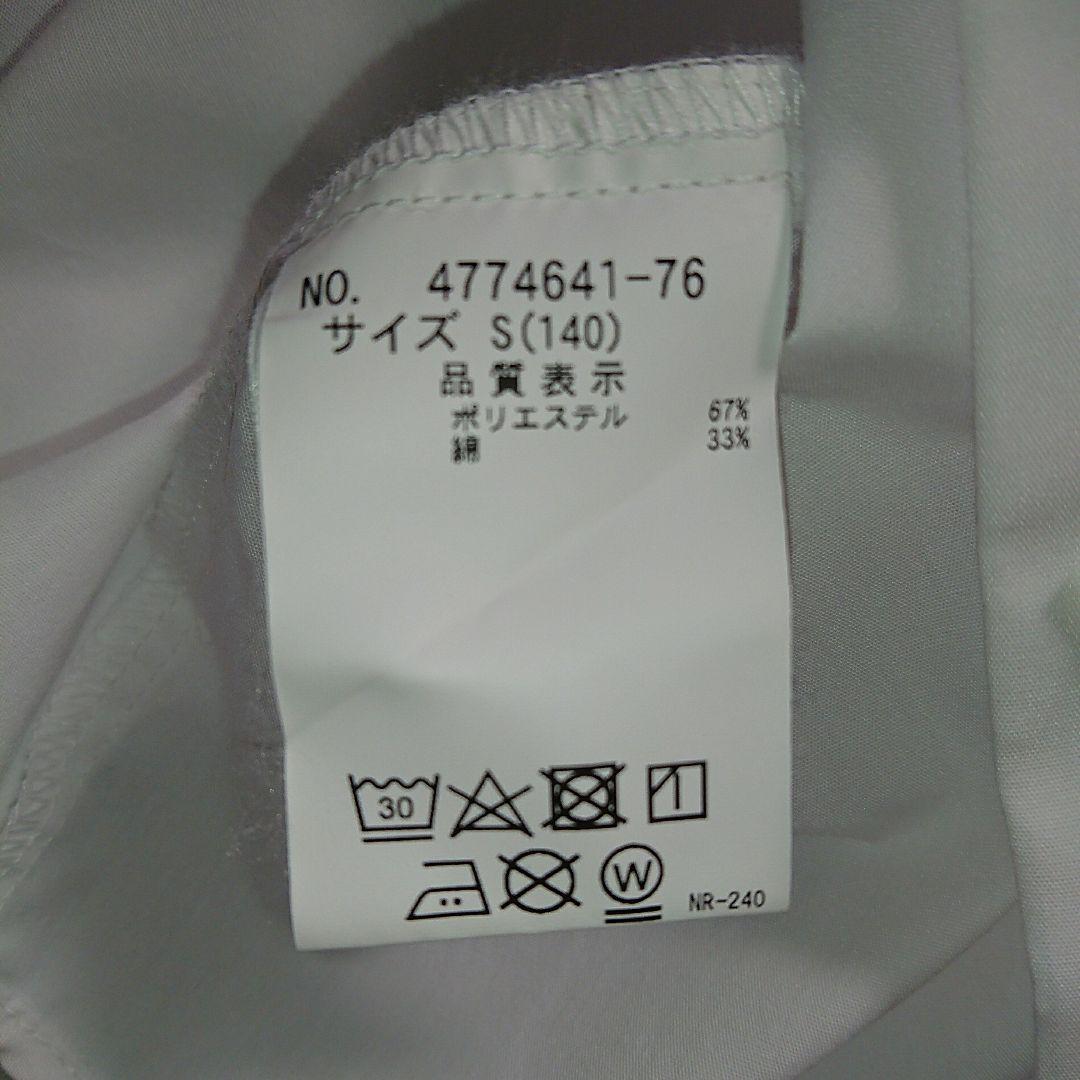 NO. 4774641-76
サイズ S(140)
品質表示
ポリエステル 67%
綿 33%
30
W
NR-240